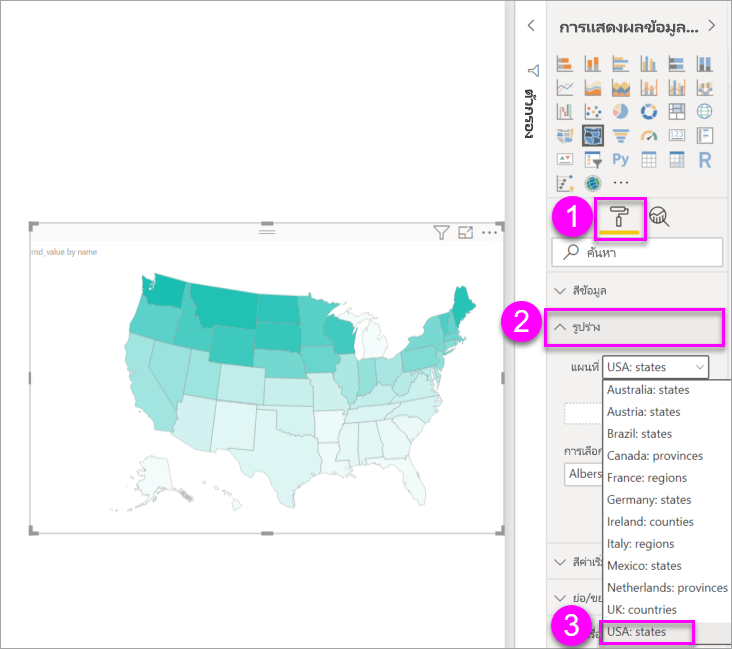 การแสดงผลข้อมูล...
ตัวกรอง
123
Py
R
1
ค้นหา
rnd_value by name
สีข้อมูล
2
รูปร่าง
แผนที่
USA: states
Australia: states
Austria: states
Brazil: states
Canada: provinces
การเลือก
France: regions
Albers
Germany: states
Ireland: counties
Italy: regions
สีค่าเริ่ม
Mexico: states
Netherlands: provinces
ย่อ/ขย
UK: countries
3
USA: states